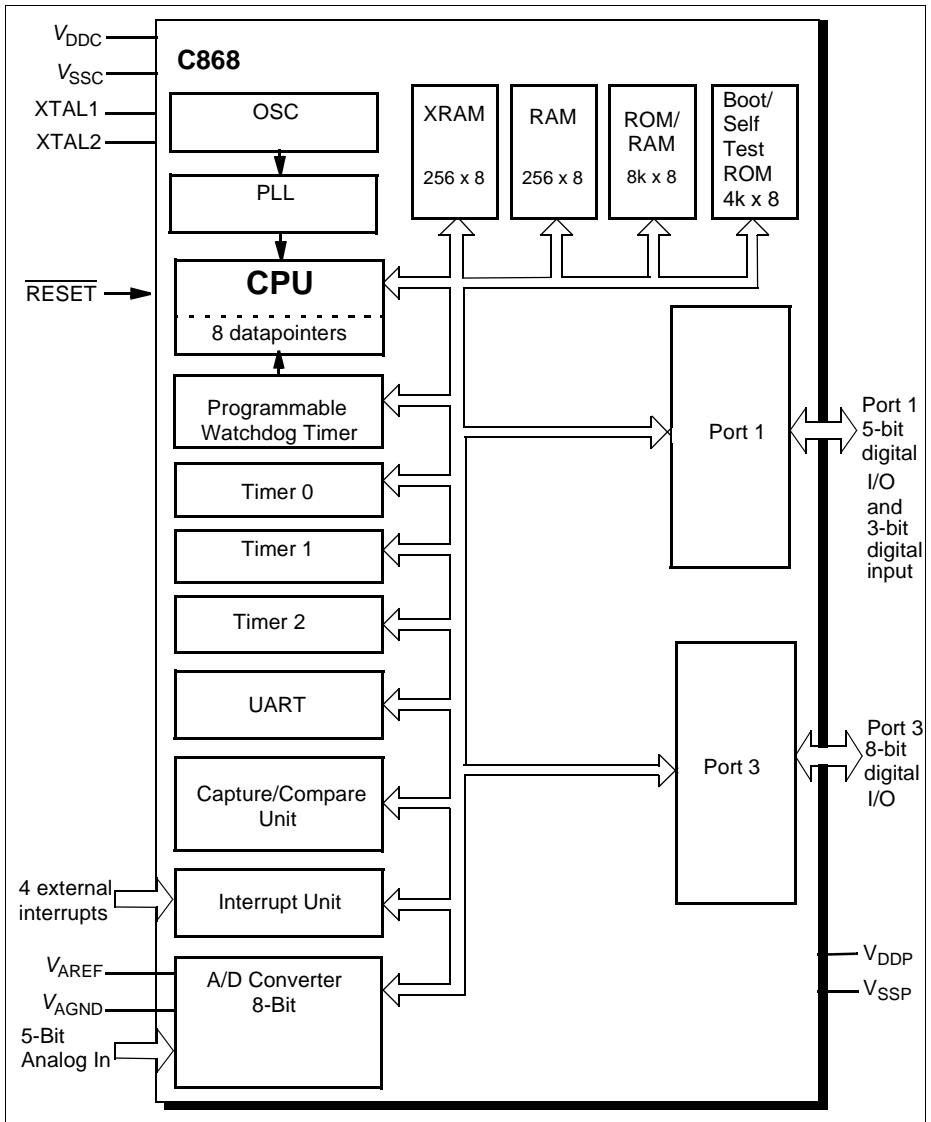 V_DDC
V_SSC
XTAL1
XTAL2
RESET
C868
OSC
PLL
CPU
8 datapointers
Programmable
Watchdog Timer
Timer 0
Timer 1
Timer 2
UART
Capture/Compare
Unit
Interrupt Unit
A/D Converter
8-Bit
4 external
interrupts
V_AREF
V_AGND
5-Bit
Analog In
XRAM
256 x 8
RAM
256 x 8
ROM/
RAM
8k x 8
Boot/
Self
Test
ROM
4k x 8
Port 1
Port 1
5-bit
digital
I/O
and
3-bit
digital
input
Port 3
Port 3
8-bit
digital
I/O
V_DDP
V_SSP